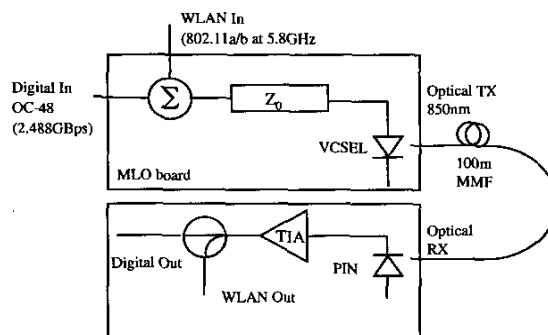 WLAN In
(802.11a/b at 5.8GHz
Digital In
OC-48
(2.488GBps)
Σ
Z₀
Optical TX
850nm
VCSEL
100m
MMF
MLO board
TIA
Optical
RX
Digital Out
PIN
WLAN Out